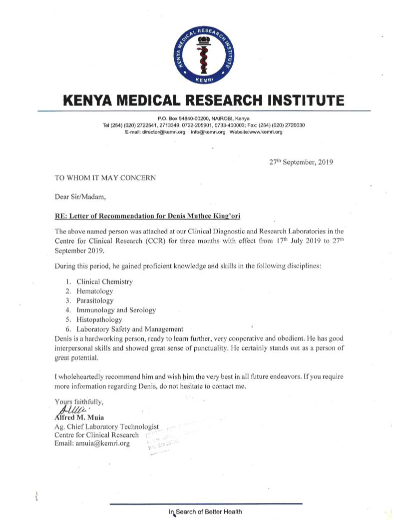 KENYA MEDICAL RESEARCH INSTITUTE
KEMRI
KENYA MEDICAL RESEARCH INSTITUTE
P.O. Box 54840-00200, NAIROBI, Kenya
Tel (254) (020) 2722541, 2713349, 0722-205901, 0733-400003; Fax: (254) (020) 2720030
E-mail: director@kemri.org info@kemri.org Website:www.kemri.org
27th September, 2019
TO WHOM IT MAY CONCERN
Dear Sir/Madam,
RE: Letter of Recommendation for Denis Muthee King'ori
The above named person was attached at our Clinical Diagnostic and Research Laboratories in the
Centre for Clinical Research (CCR) for three months with effect from 17th July 2019 to 27th
September 2019.
During this period, he gained proficient knowledge and skills in the following disciplines:
1. Clinical Chemistry
2. Hematology
3. Parasitology
4. Immunology and Serology
5. Histopathology
6. Laboratory Safety and Management
Denis is a hardworking person, ready to learn further, very cooperative and obedient. He has good
interpersonal skills and showed great sense of punctuality. He certainly stands out as a person of
great potential.
I wholeheartedly recommend him and wish him the very best in all future endeavors. If you require
more information regarding Denis, do not hesitate to contact me.
Yours faithfully,
Alfred M. Muia
Ag. Chief Laboratory Technologist
Centre for Clinical Research
Email: amuia@kemri.org
In Search of Better Health